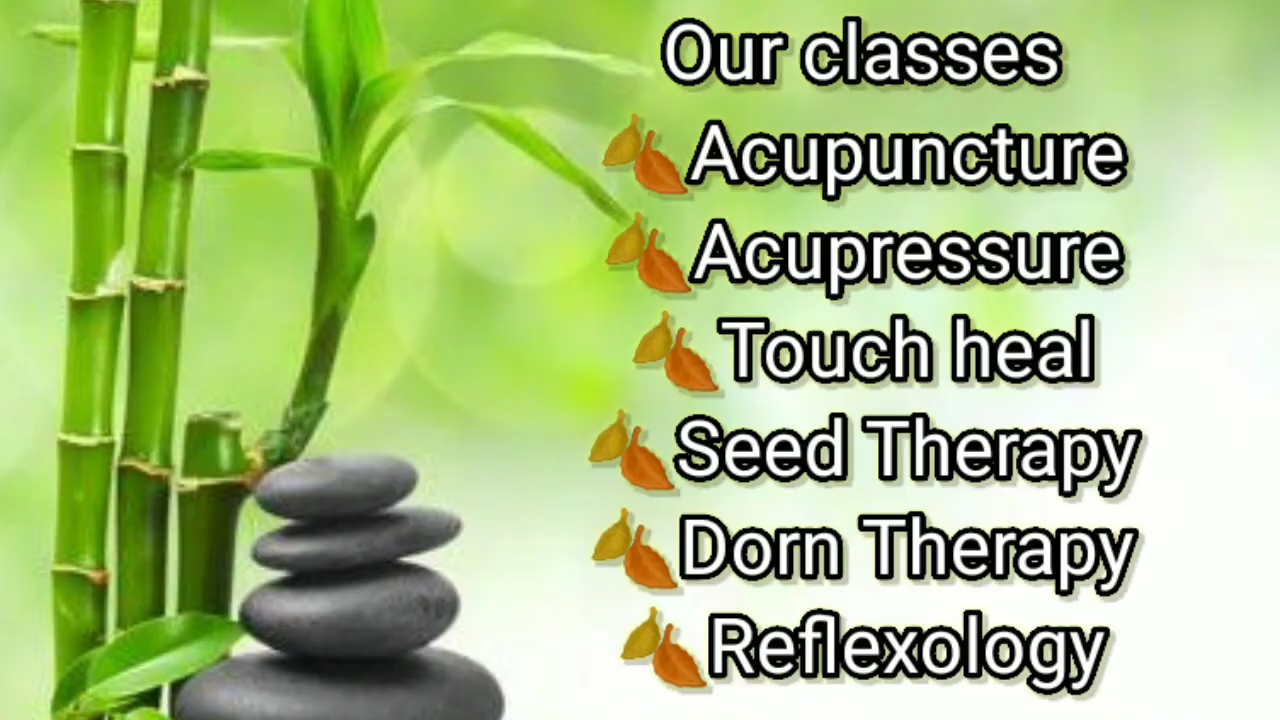 Our classes
🍂Acupuncture
🍂Acupressure
🍂Touch heal
🍂Seed Therapy
🍂Dorn Therapy
🍂Reflexology